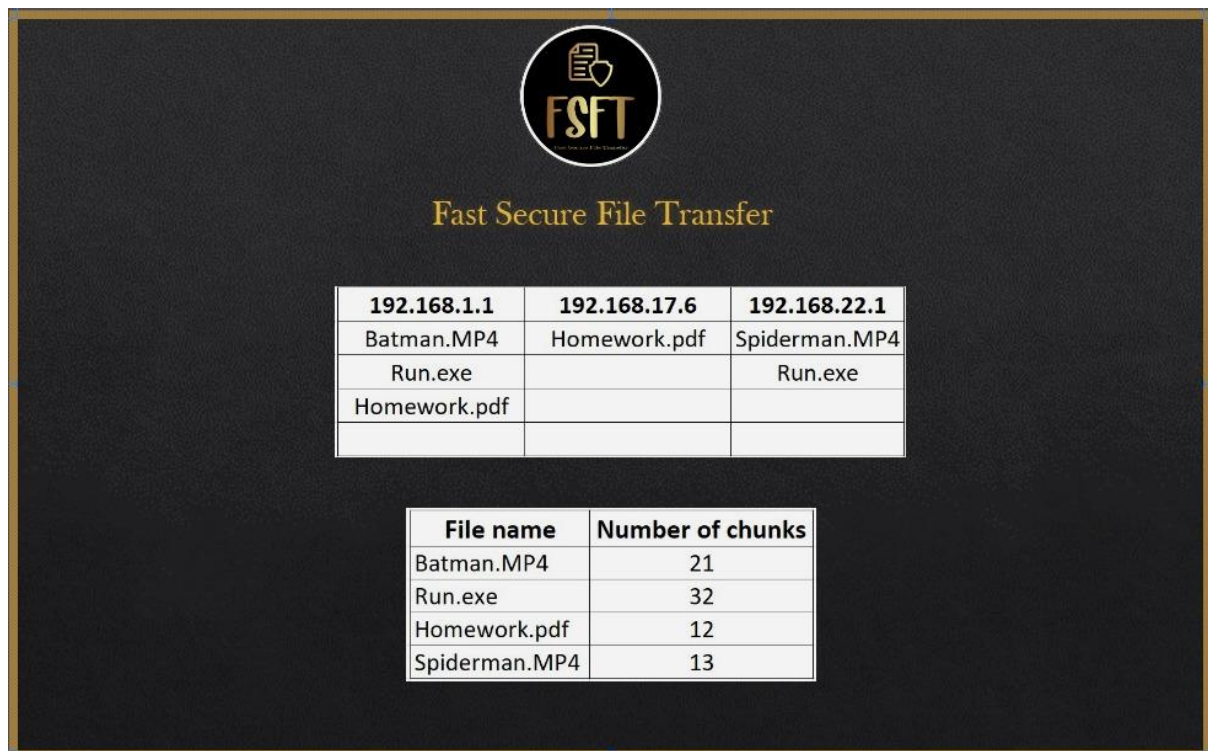 FSFT
Fast Secure File Transfer
192.168.1.1 192.168.17.6 192.168.22.1
Batman.MP4 Homework.pdf Spiderman.MP4
Run.exe Run.exe
Homework.pdf
File name Number of chunks
Batman.MP4 21
Run.exe 32
Homework.pdf 12
Spiderman.MP4 13